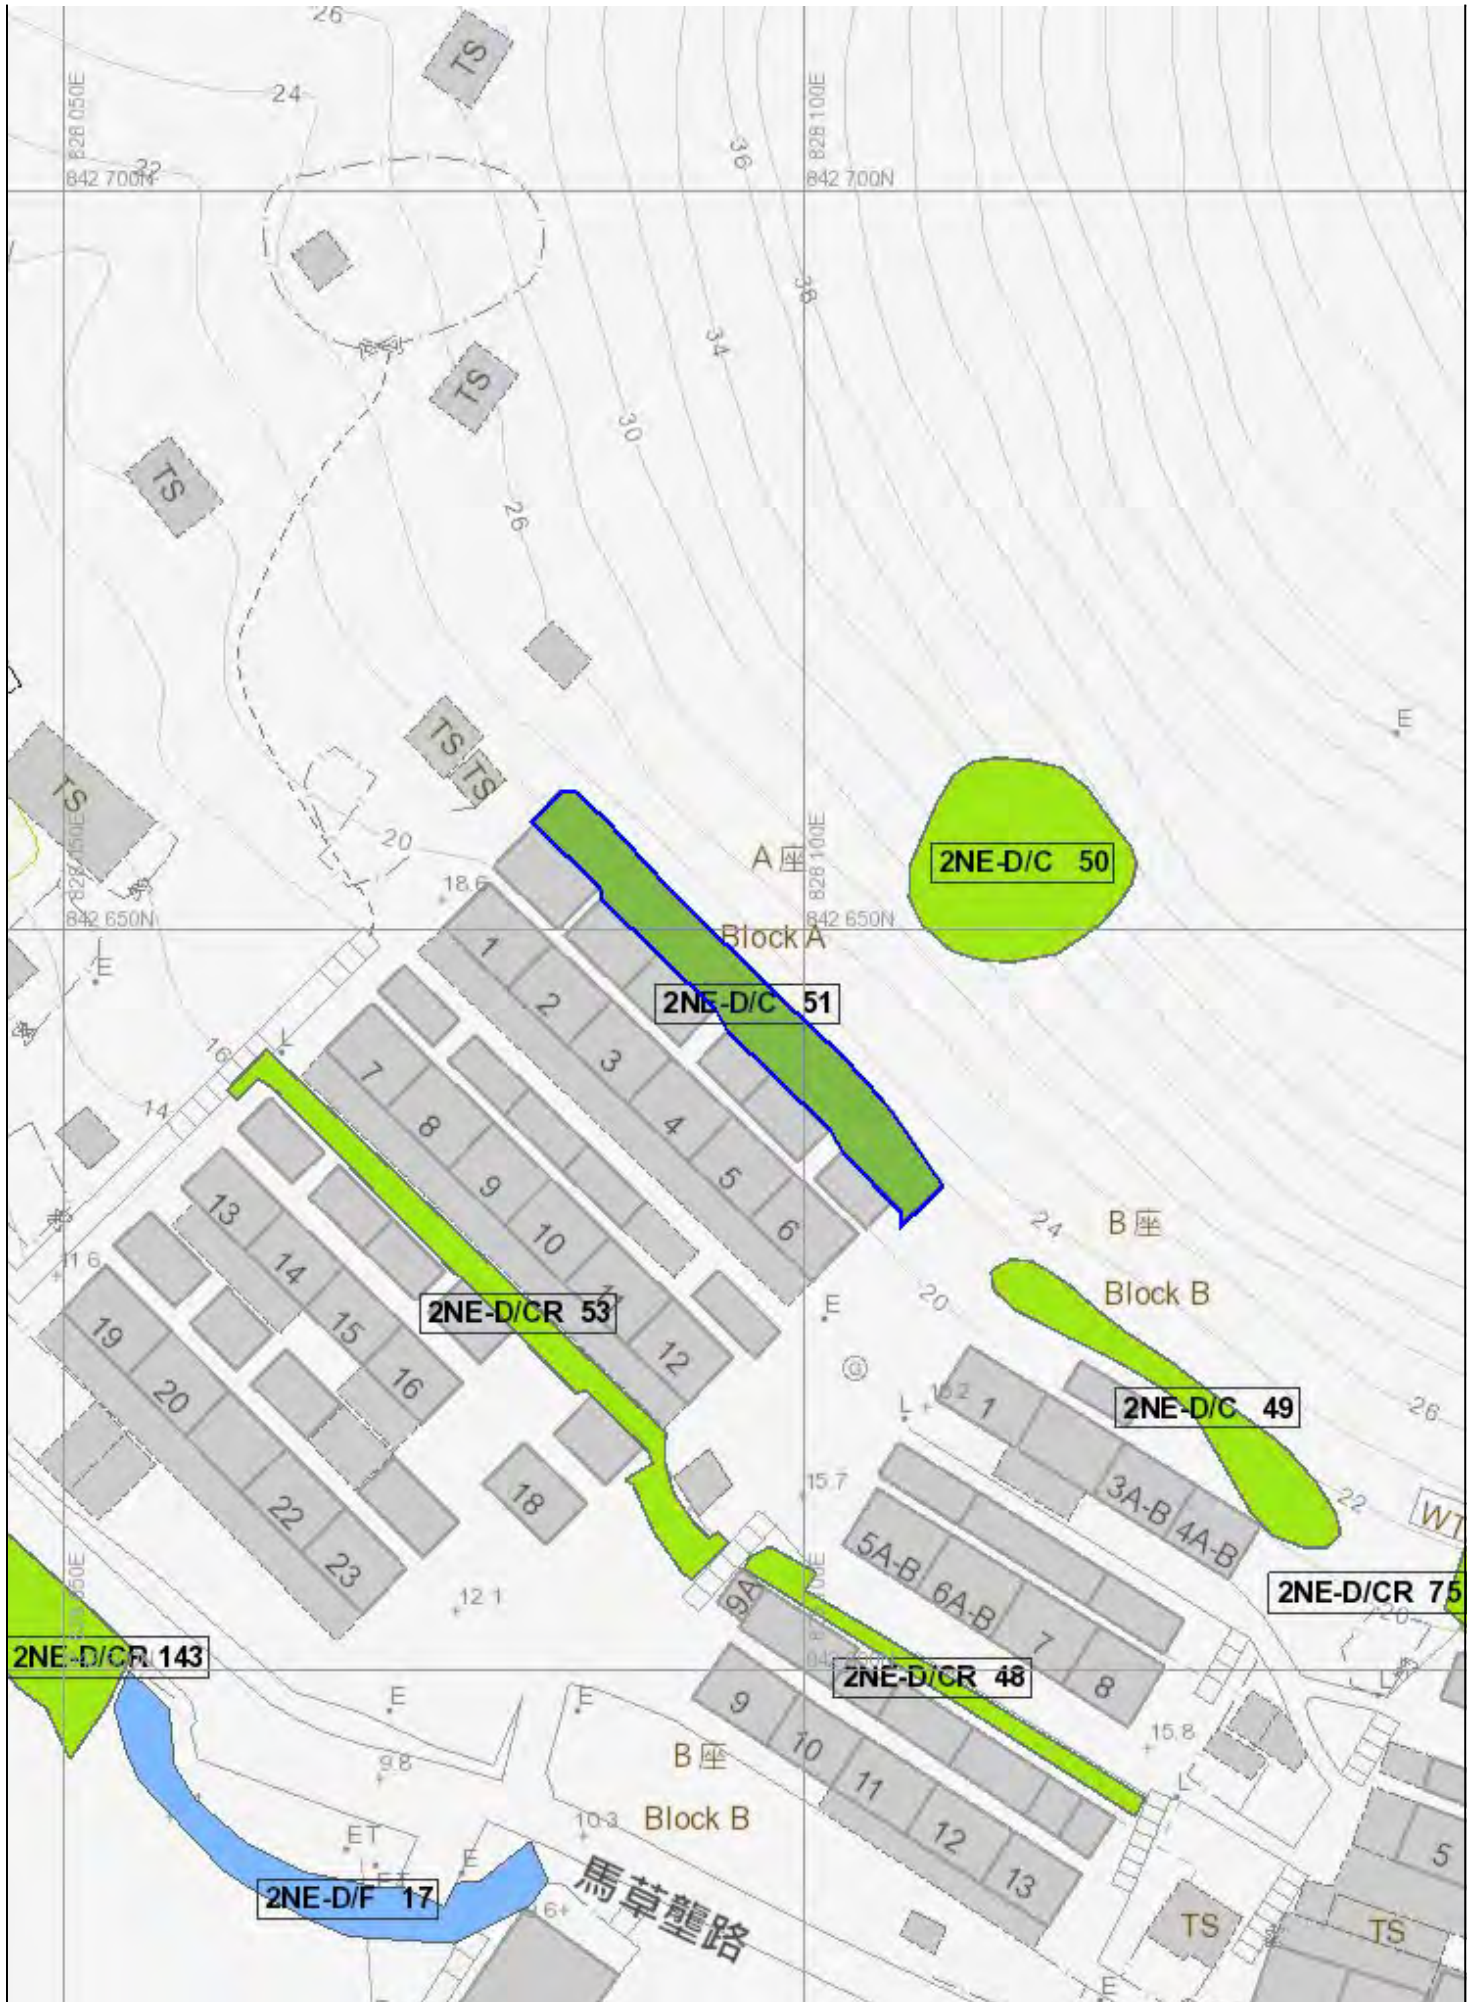 26
TS
24
828 050E
828 100E
36
22
842 700N
842 700N
38
34
TS
30
TS
26
E
TS
TS
TS
20
828 100E
A座
2NE-D/C 50
18.6
842 650N
842 650N
Block A
E
1
2NE-D/C 51
2
16
L
3
7
14
4
8
5
9
13
6
24
B座
10
11.6
14
20
Block B
11
E
2NE-D/CR 53
19
15
12
G
20
16
1
2NE-D/C 49
26
L
15.7
3A-B
22
18
4A-B
WT
22
5A-B
23
6A-B
2NE-D/CR 75
12.1
9A
20
7
2NE-D/CR 143
2NE-D/CR 48
8
E
E
9
15.8
9.8
B座
10
11
10.3
Block B
ET
12
5
E
13
2NE-D/F 17
馬草壟路
TS
TS
E